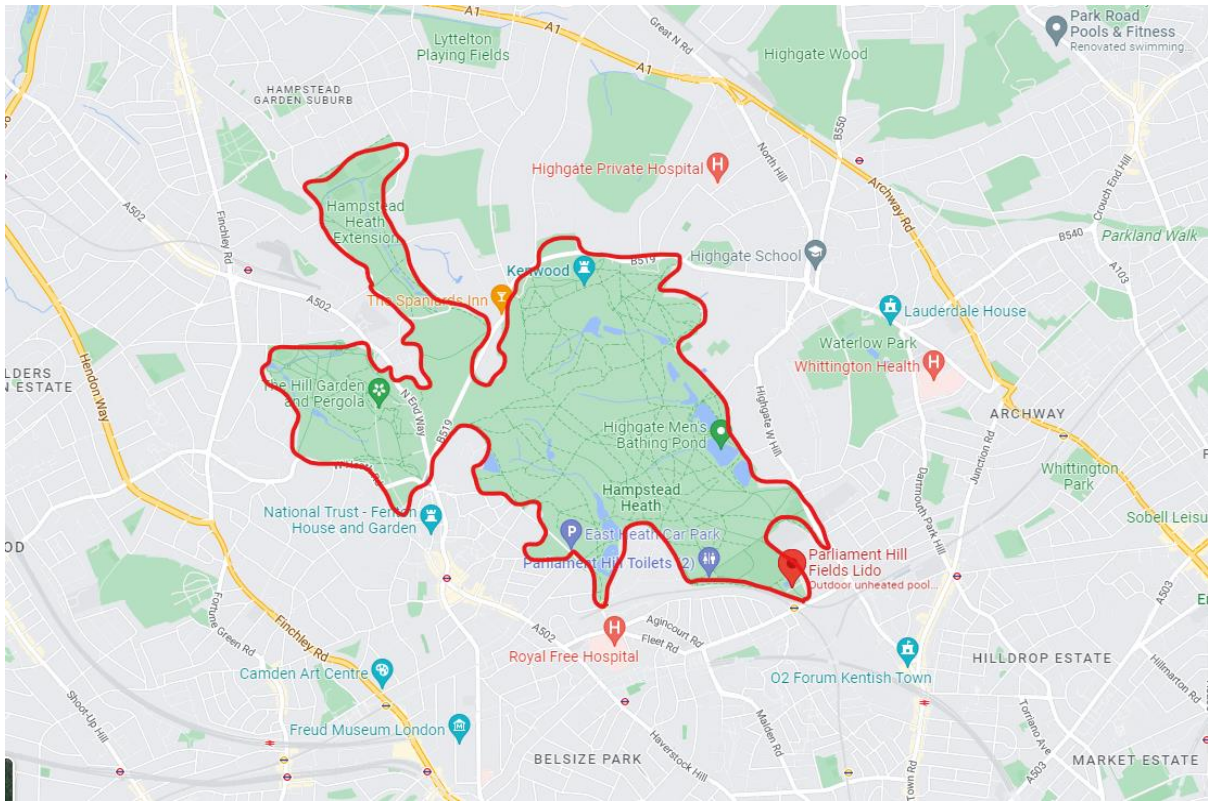 A1
A1
A1
Great N Rd
Park Road
Pools & Fitness
Renovated swimming...
Lyttelton
Playing Fields
Highgate Wood
HAMPSTEAD
GARDEN SUBURB
B550
North Hill
Highgate Private Hospital
Archway Rd
Crouch End Hill
A502
Finchley Rd
Hampstead
Heath
Extension
B540
Parkland Walk
A103
Highgate School
B519
Kenwood
A502
The Spaniards Inn
Lauderdale House
Waterlow Park
Whittington Health
Hendon Way
The Hill Garden
and Pergola
N End Way
B519
Highgate W Hill
ARCHWAY
Highgate Men's
Bathing Pond
Junction Rd
Dartmouth Park Hill
Whittington
Park
Hampstead
Heath
National Trust - Fenton
House and Garden
Sobell Leisu
East Heath Car Park
Parliament Hill Toilets (2)
Parliament Hill
Fields Lido
Outdoor unheated pool...
Fortune Green Rd
Finchley Rd
A502
Agincourt Rd
Fleet Rd
Royal Free Hospital
A503
HILLDROP ESTATE
Hillmarton Rd
Camden Art Centre
O2 Forum Kentish Town
Shoot-Up Hill
Freud Museum London
Malden Rd
Torriano Ave
BELSIZE PARK
Haverstock Hill
Town Rd
A503
MARKET ESTATE